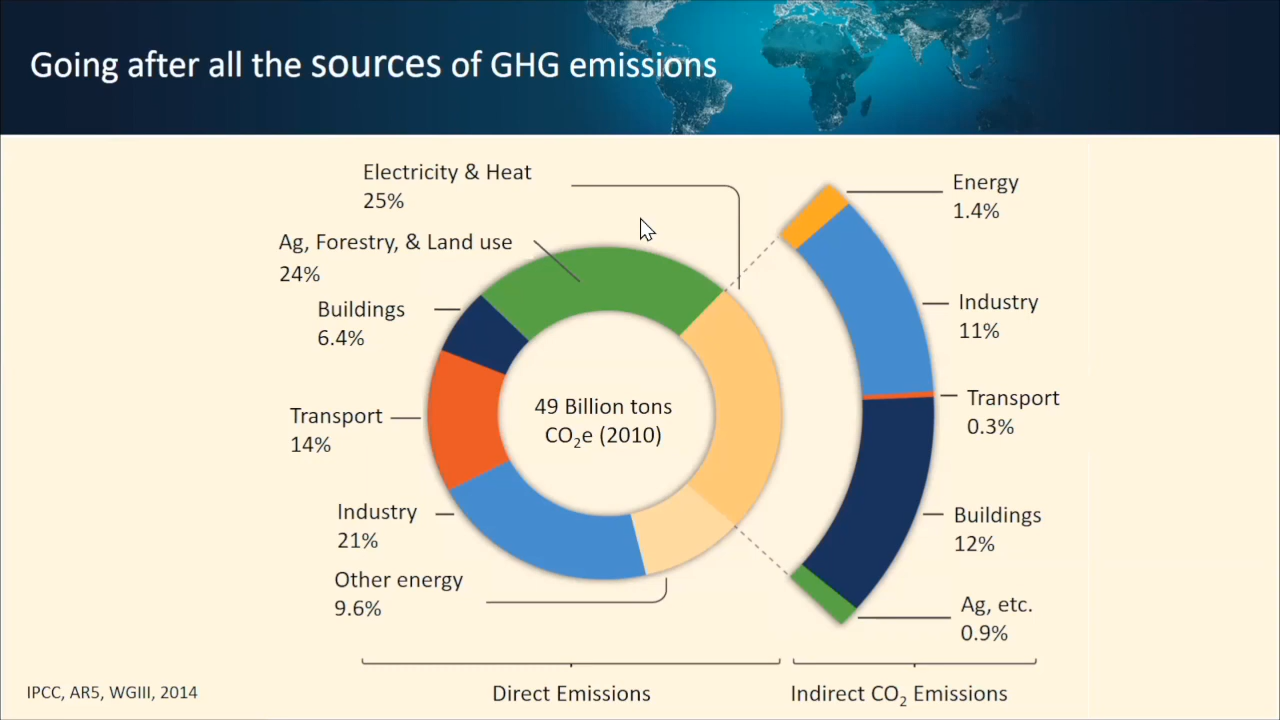 Going after all the sources of GHG emissions
Electricity & Heat
25%
Ag, Forestry, & Land use
24%
Buildings
6.4%
Transport
14%
Industry
21%
Other energy
9.6%
49 Billion tons
CO₂e (2010)
Energy
1.4%
Industry
11%
Transport
0.3%
Buildings
12%
Ag, etc.
0.9%
Direct Emissions
Indirect CO₂ Emissions
IPCC, AR5, WGIII, 2014